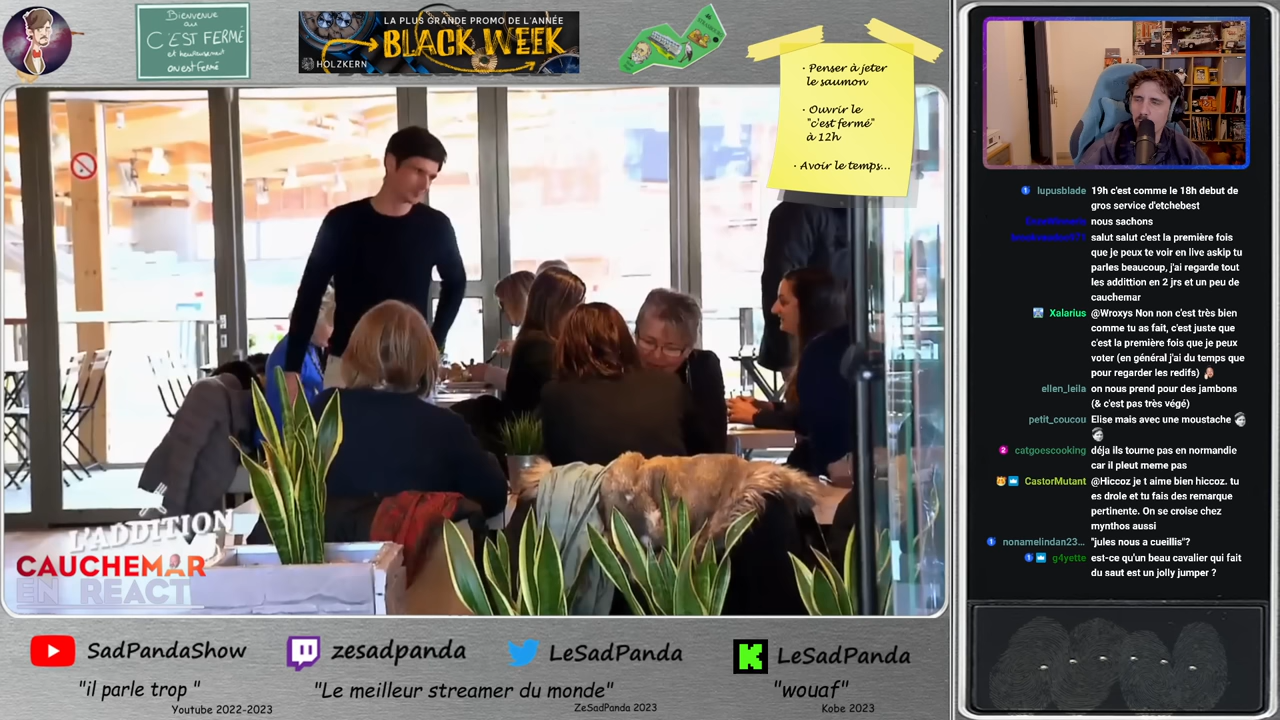 Bienvenue
au
C'EST FERMÉ
et heureusement
on est fermé
LA PLUS GRANDE PROMO DE L'ANNÉE
BLACK WEEK
HOLZKERN
· Penser à jeter
le saumon
· Ouvrir le
"c'est fermé"
à 12h
· Avoir le temps...
L'ADDITION
CAUCHEMAR
EN REACT
SadPandaShow
zesadpanda
LeSadPanda
LeSadPanda
"il parle trop "
Youtube 2022-2023
"Le meilleur streamer du monde"
ZeSadPanda 2023
"wouaf"
Kobe 2023
lupusblade 19h c'est comme le 18h debut de
gros service d'etchebest
nous sachons
salut salut c'est la première fois
que je peux te voir en live askip tu
parles beaucoup, j'ai regarde tout
les addittion en 2 jrs et un peu de
cauchemar
Xalarius @Wroxys Non non c'est très bien
comme tu as fait, c'est juste que
c'est la première fois que je peux
voter (en général j'ai du temps que
pour regarder les redifs)
ellen_leila on nous prend pour des jambons
(& c'est pas très végé)
petit_coucou Elise mais avec une moustache
2 catgoescooking déja ils tourne pas en normandie
car il pleut meme pas
CastorMutant @Hiccoz je t aime bien hiccoz. tu
es drole et tu fais des remarque
pertinente. On se croise chez
mynthos aussi
1 nonamelindan23... "jules nous a cueillis"?
1 g4yette est-ce qu'un beau cavalier qui fait
du saut est un jolly jumper ?